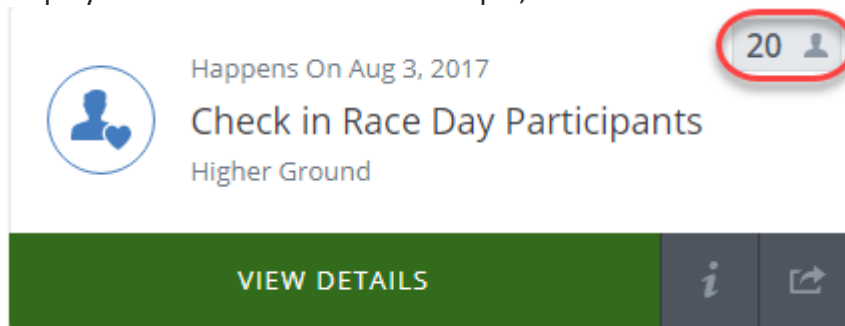 20
Happens On Aug 3, 2017
Check in Race Day Participants
Higher Ground
VIEW DETAILS
i